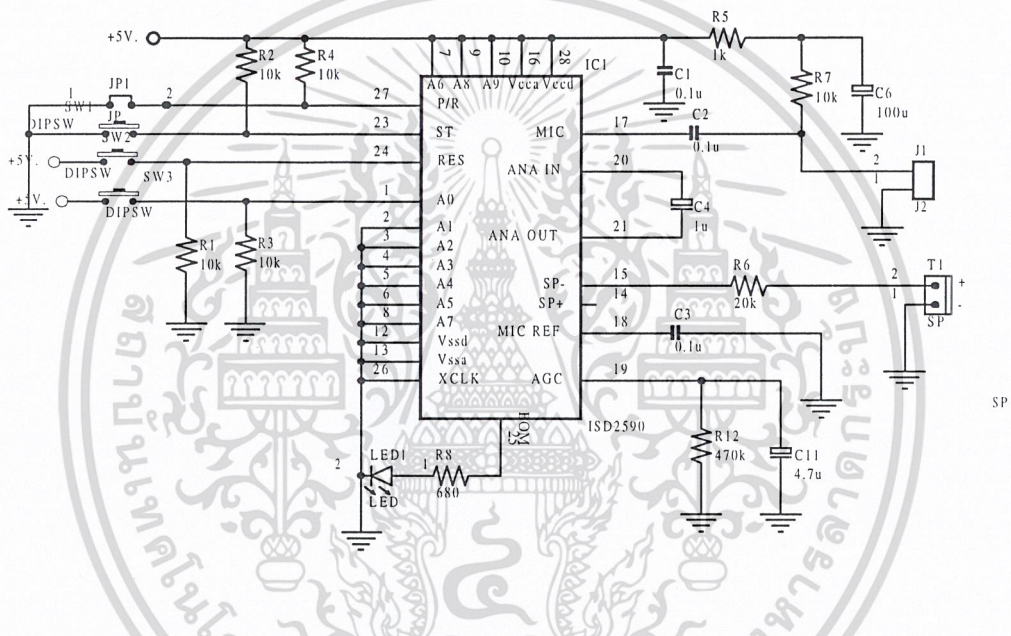 +5V.
R5
1k
R2
10k
R4
10k
7 9 10 16 28
IC1
A6 A8 A9 Vcca Vccd
C1
0.1u
R7
10k
C6
100u
JP1
1
2
SW1
JP
27
P/R
DIPSW
SW2
23
ST
MIC
17
C2
0.1u
+5V.
DIPSW
SW3
24
RES
ANA IN
20
J1
2
1
J2
+5V.
DIPSW
1
A0
C4
1u
2
A1
ANA OUT
21
3
A2
R1
10k
R3
10k
4
A3
5
A4
SP-
15
R6
20k
2
1
T1
+
-
SP
6
A5
SP+
14
8
A7
MIC REF
18
C3
0.1u
12
Vssd
13
Vssa
26
XCLK
AGC
19
SP
EOM
25
ISD2590
R12
470k
C11
4.7u
2
LED1
LED
1
R8
680